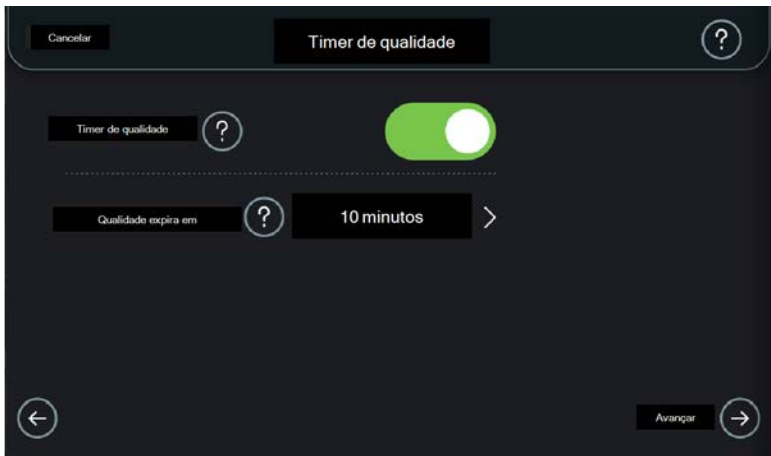 Cancelar
Timer de qualidade
?
Timer de qualidade
?
Qualidade expira em
?
10 minutos
Avançar